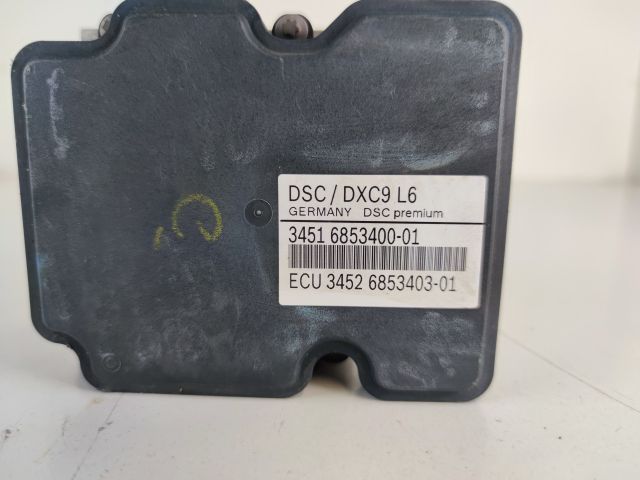 DSC / DXC9 L6
GERMANY DSC premium
3451 6853400-01
ECU 3452 6853403-01